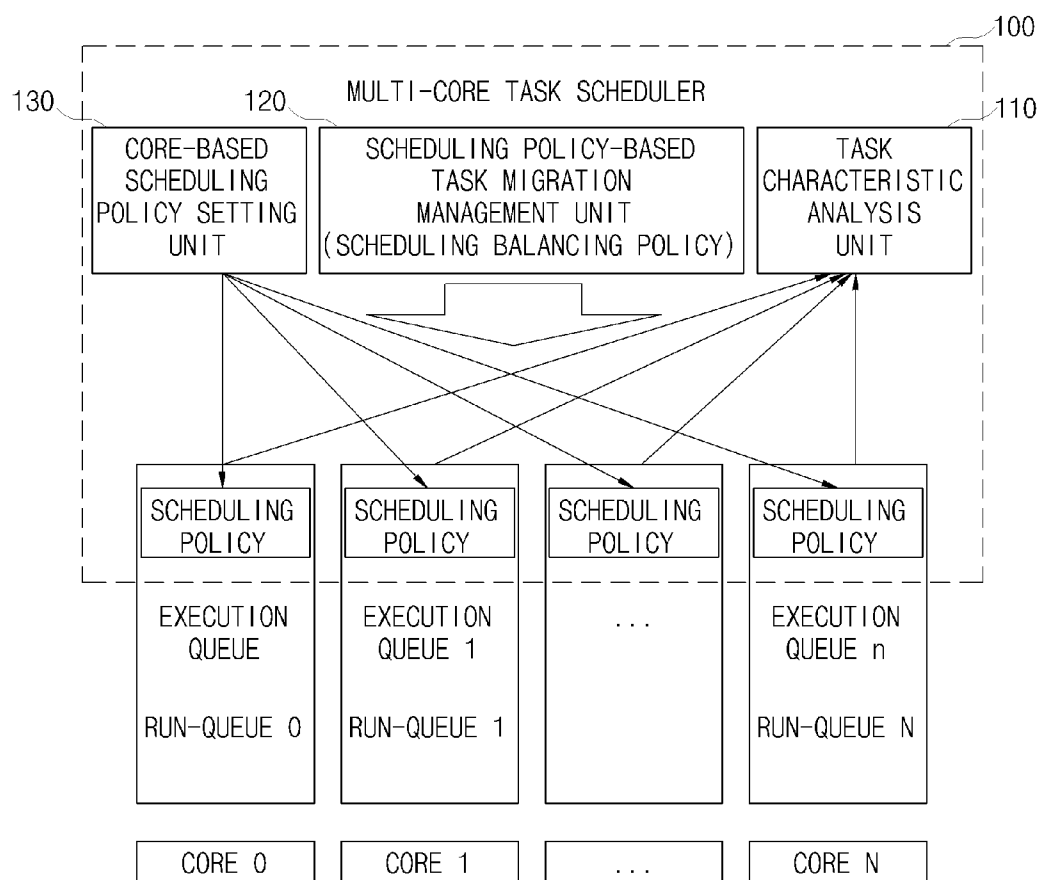 100
MULTI-CORE TASK SCHEDULER
130
120
110
CORE-BASED
SCHEDULING
POLICY SETTING
UNIT
SCHEDULING POLICY-BASED
TASK MIGRATION
MANAGEMENT UNIT
(SCHEDULING BALANCING POLICY)
TASK
CHARACTERISTIC
ANALYSIS
UNIT
SCHEDULING
POLICY
SCHEDULING
POLICY
SCHEDULING
POLICY
SCHEDULING
POLICY
EXECUTION
QUEUE
EXECUTION
QUEUE 1
...
EXECUTION
QUEUE n
RUN-QUEUE 0
RUN-QUEUE 1
RUN-QUEUE N
CORE 0
CORE 1
...
CORE N